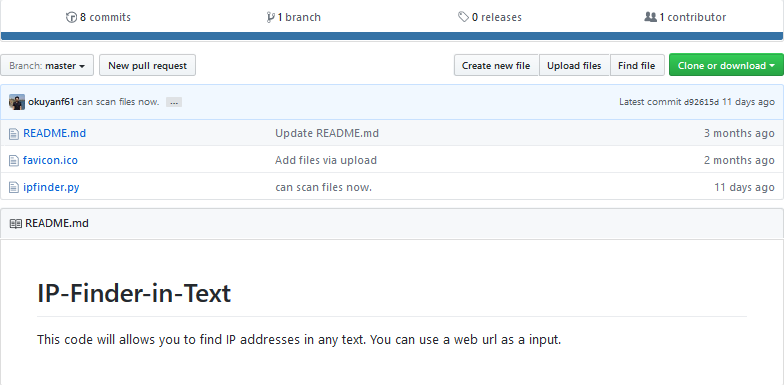 8 commits 1 branch 0 releases 1 contributor
Branch: master New pull request Create new file Upload files Find file Clone or download
okuyanf61 can scan files now. ... Latest commit d92615d 11 days ago
README.md Update README.md 3 months ago
favicon.ico Add files via upload 2 months ago
ipfinder.py can scan files now. 11 days ago
README.md
IP-Finder-in-Text
This code will allows you to find IP addresses in any text. You can use a web url as a input.